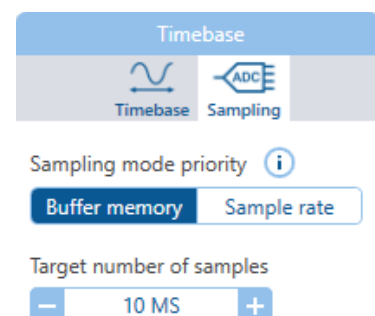 Timebase
ADC
Timebase Sampling
Sampling mode priority i
Buffer memory Sample rate
Target number of samples
− 10 MS +